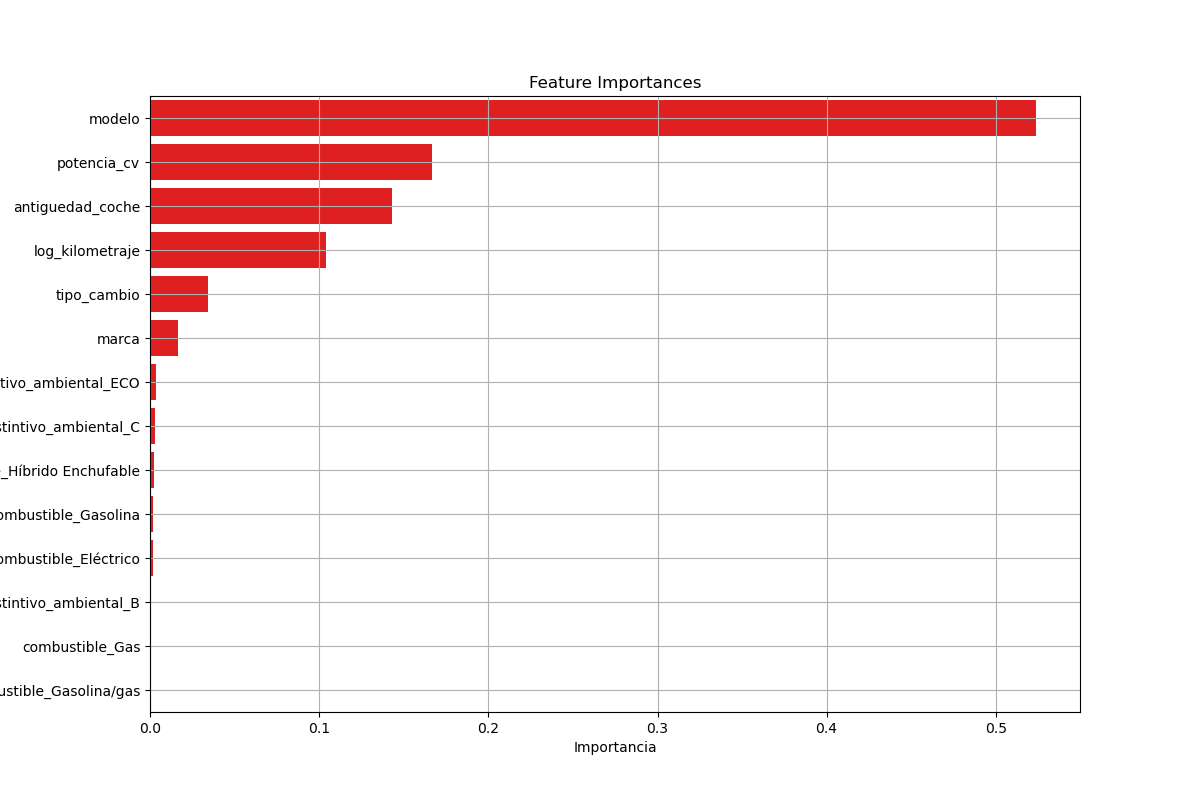 Feature Importances
modelo
potencia_cv
antiguedad_coche
log_kilometraje
tipo_cambio
marca
tivo_ambiental_ECO
stintivo_ambiental_C
_Híbrido Enchufable
ombustible_Gasolina
ombustible_Eléctrico
stintivo_ambiental_B
combustible_Gas
ustible_Gasolina/gas
0.0 0.1 0.2 0.3 0.4 0.5
Importancia